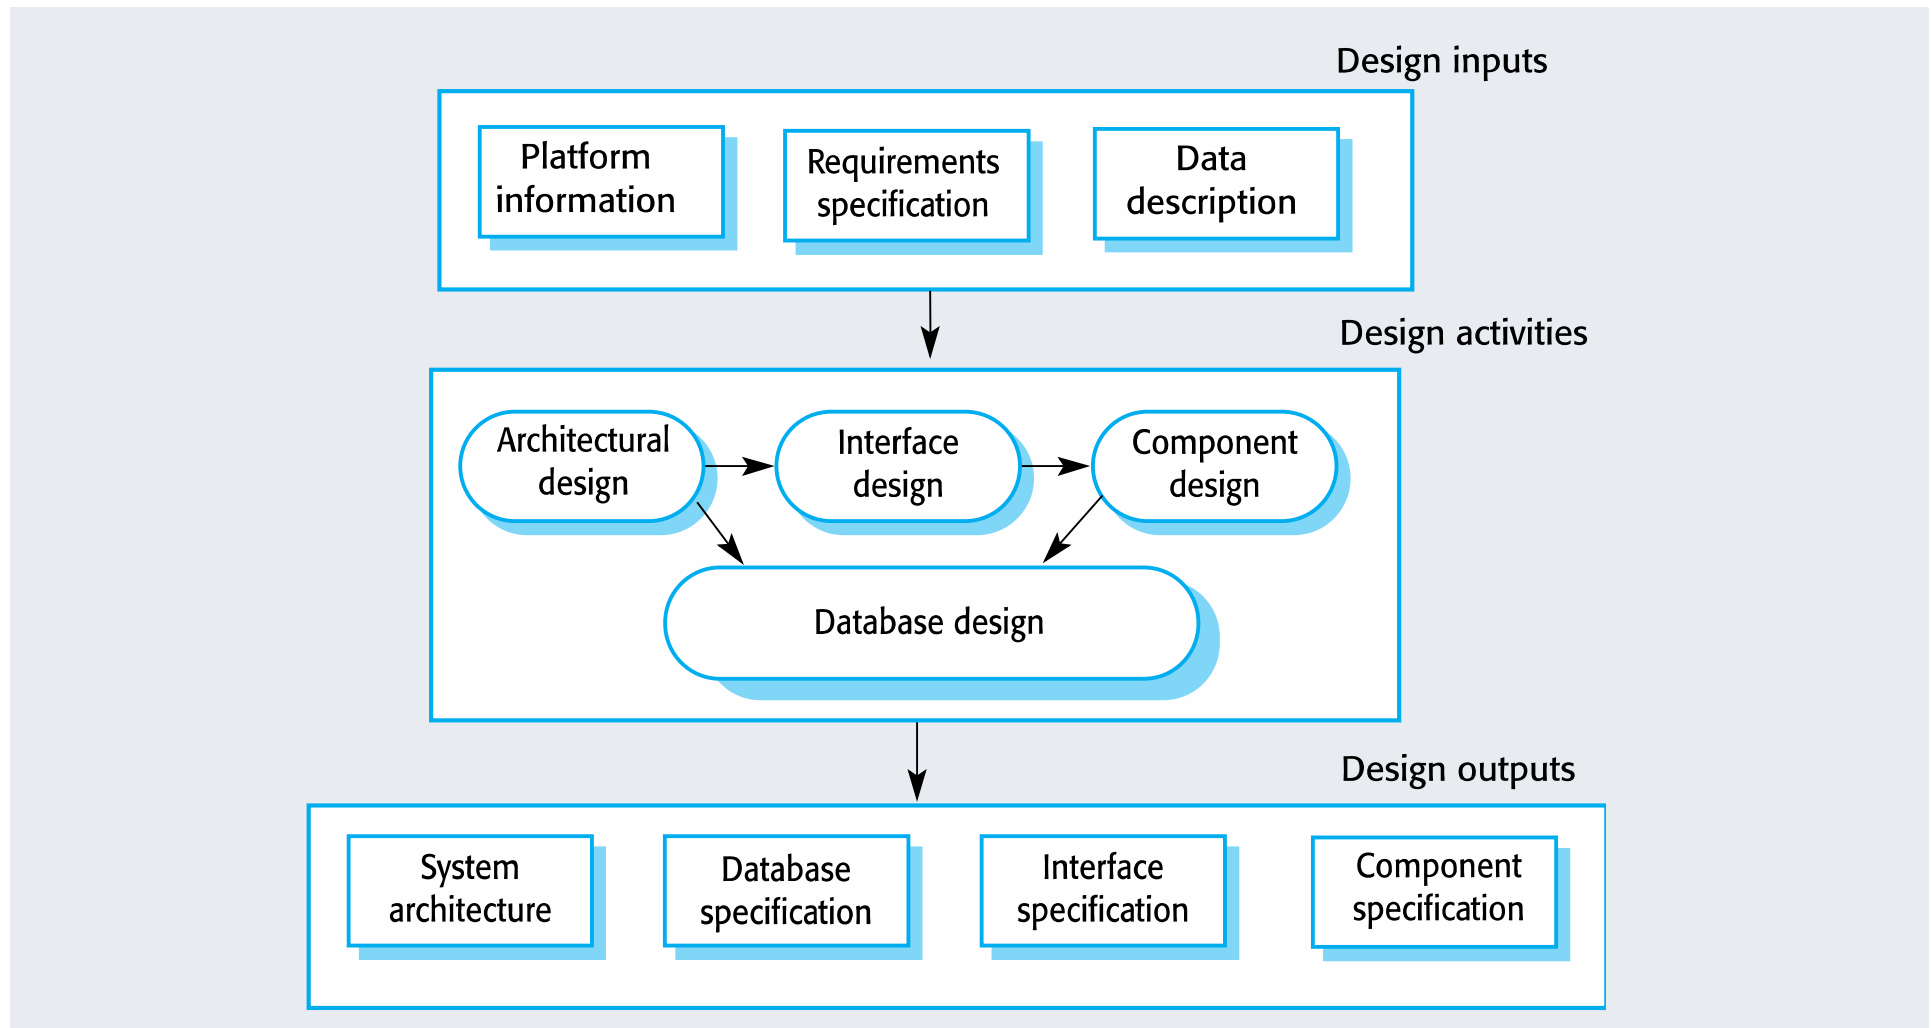 Design inputs
Platform
information
Requirements
specification
Data
description
Design activities
Architectural
design
Interface
design
Component
design
Database design
Design outputs
System
architecture
Database
specification
Interface
specification
Component
specification